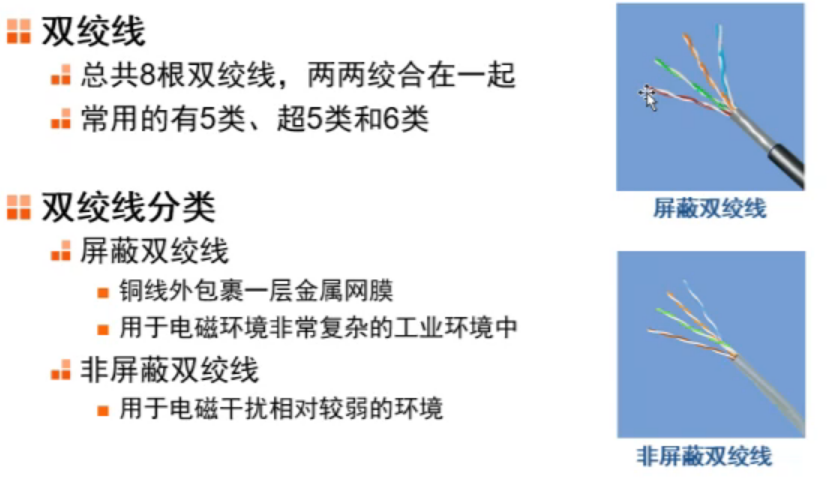 双绞线
总共8根双绞线，两两绞合在一起
常用的有5类、超5类和6类
屏蔽双绞线
双绞线分类
屏蔽双绞线
铜线外包裹一层金属网膜
用于电磁环境非常复杂的工业环境中
非屏蔽双绞线
用于电磁干扰相对较弱的环境
非屏蔽双绞线